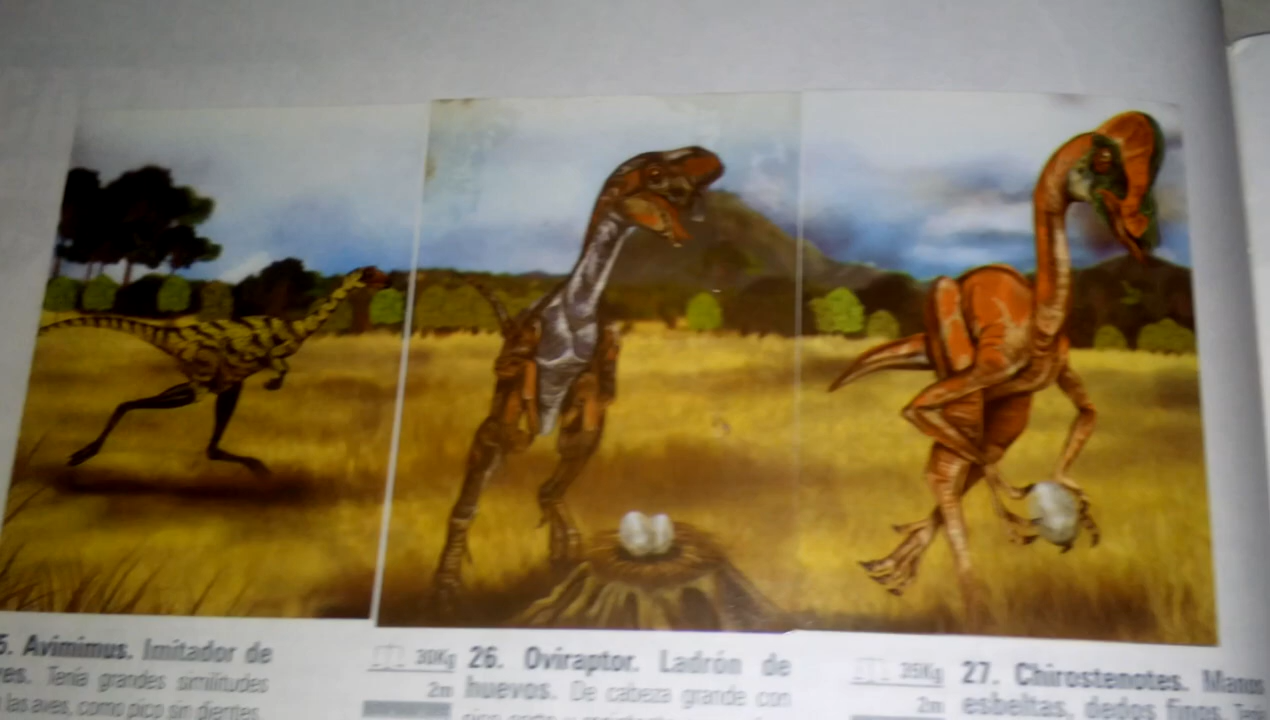 5. Avimimus. Imitador de
ves. Tenía grandes similitudes
las aves, como pico sin dientes,
30Kg
2m
26. Oviraptor. Ladrón de
huevos. De cabeza grande con
35Kg
2m
27. Chirostenotes. Manos
esbeltas, dedos finos.